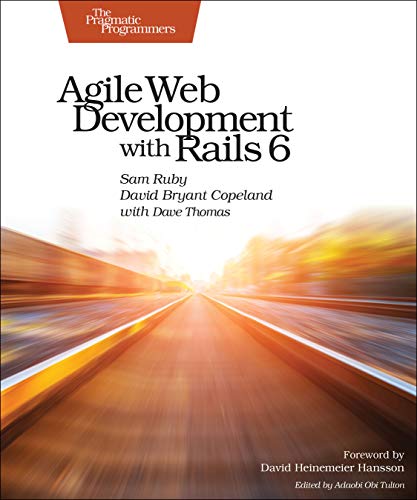 The
Pragmatic
Programmers
Agile Web
Development
with Rails 6
Sam Ruby
David Bryant Copeland
with Dave Thomas
Foreword by
David Heinemeier Hansson
Edited by Adaobi Obi Tulton